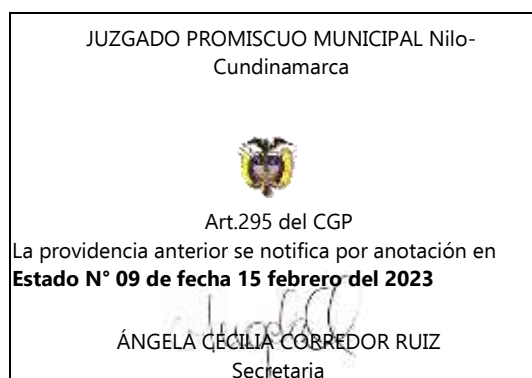 JUZGADO PROMISCUO MUNICIPAL Nilo-
Cundinamarca
Art.295 del CGP
La providencia anterior se notifica por anotación en
Estado N° 09 de fecha 15 febrero del 2023
ÁNGELA CECILIA CORREDOR RUIZ
Secretaria